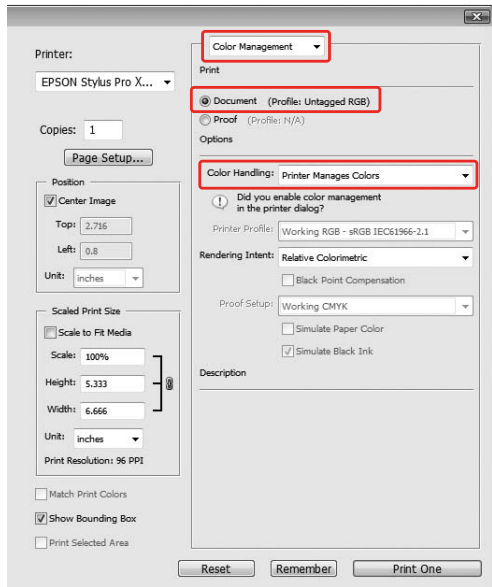 Printer:
EPSON Stylus Pro X...
Copies: 1
Page Setup...
Position
Center Image
Top: 2.716
Left: 0.8
Unit: inches
Scaled Print Size
Scale to Fit Media
Scale: 100%
Height: 5.333
Width: 6.666
Unit: inches
Print Resolution: 96 PPI
Match Print Colors
Show Bounding Box
Print Selected Area
Color Management
Print
Document (Profile: Untagged RGB)
Proof (Profile: N/A)
Options
Color Handling: Printer Manages Colors
Did you enable color management
in the printer dialog?
Printer Profile: Working RGB - sRGB IEC61966-2.1
Rendering Intent: Relative Colorimetric
Black Point Compensation
Proof Setup: Working CMYK
Simulate Paper Color
Simulate Black Ink
Description
Reset
Remember
Print One